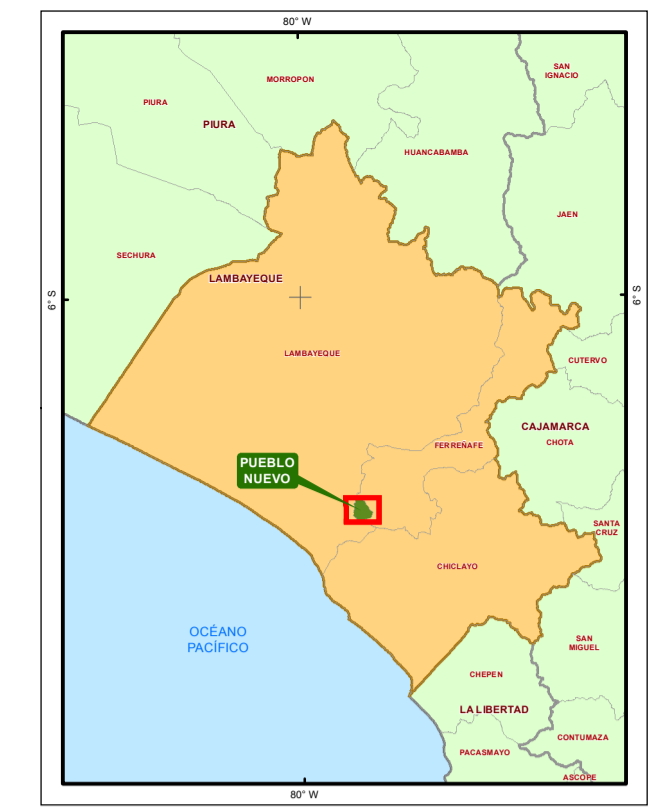 80° W
SAN
IGNACIO
MORROPON
PIURA
PIURA
HUANCABAMBA
JAEN
SECHURA
LAMBAYEQUE
6° S
6° S
LAMBAYEQUE
CUTERVO
CAJAMARCA
CHOTA
FERREÑAFE
PUEBLO
NUEVO
SANTA
CRUZ
CHICLAYO
OCÉANO
PACÍFICO
SAN
MIGUEL
CHEPEN
LA LIBERTAD
CONTUMAZA
PACASMAYO
ASCOPE
80° W